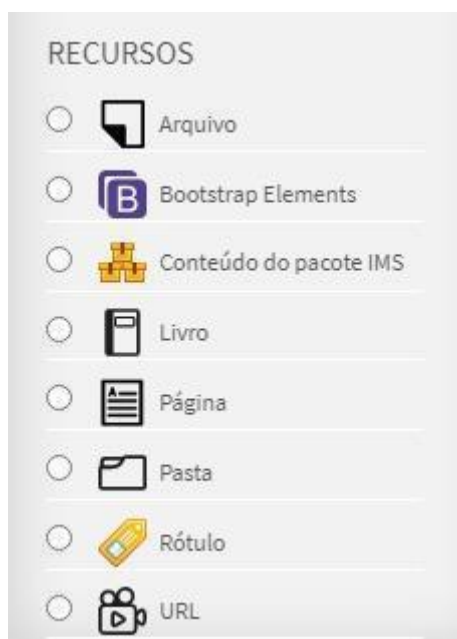 RECURSOS
Arquivo
B Bootstrap Elements
Conteúdo do pacote IMS
Livro
A Página
Pasta
Rótulo
URL